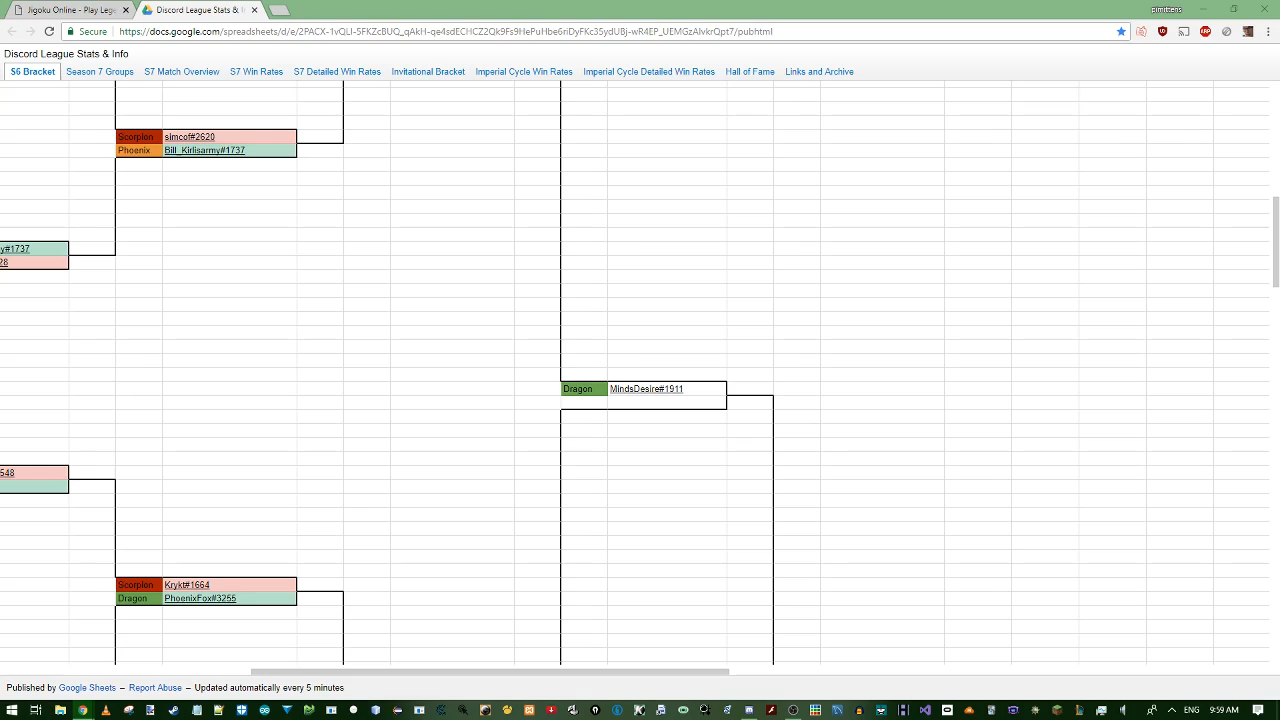 Jigoku Online - Play Lege
Discord League Stats & I
Secure
https://docs.google.com/spreadsheets/d/e/2PACX-1vQLI-SFKZcBUQ_qAkH-qe4sdECHCZ2Qk9Fs9HePuHbe6riDyFKc35ydUBj-wR4EP_UEMGzAlvkrQpt7/pubhtml
Discord League Stats & Info
S6 Bracket Season 7 Groups S7 Match Overview S7 Win Rates S7 Detailed Win Rates Invitational Bracket Imperial Cycle Win Rates Imperial Cycle Detailed Win Rates Hall of Fame Links and Archive
Scorpion simcof#2620
Phoenix Bill_Kirlisarmy#1737
y#1737
28
Dragon MindsDesire#1911
548
Scorpion Krykt#1664
Dragon PhoenixFox#3255
Published by Google Sheets – Report Abuse – Updated automatically every 5 minutes
ENG 9:59 AM